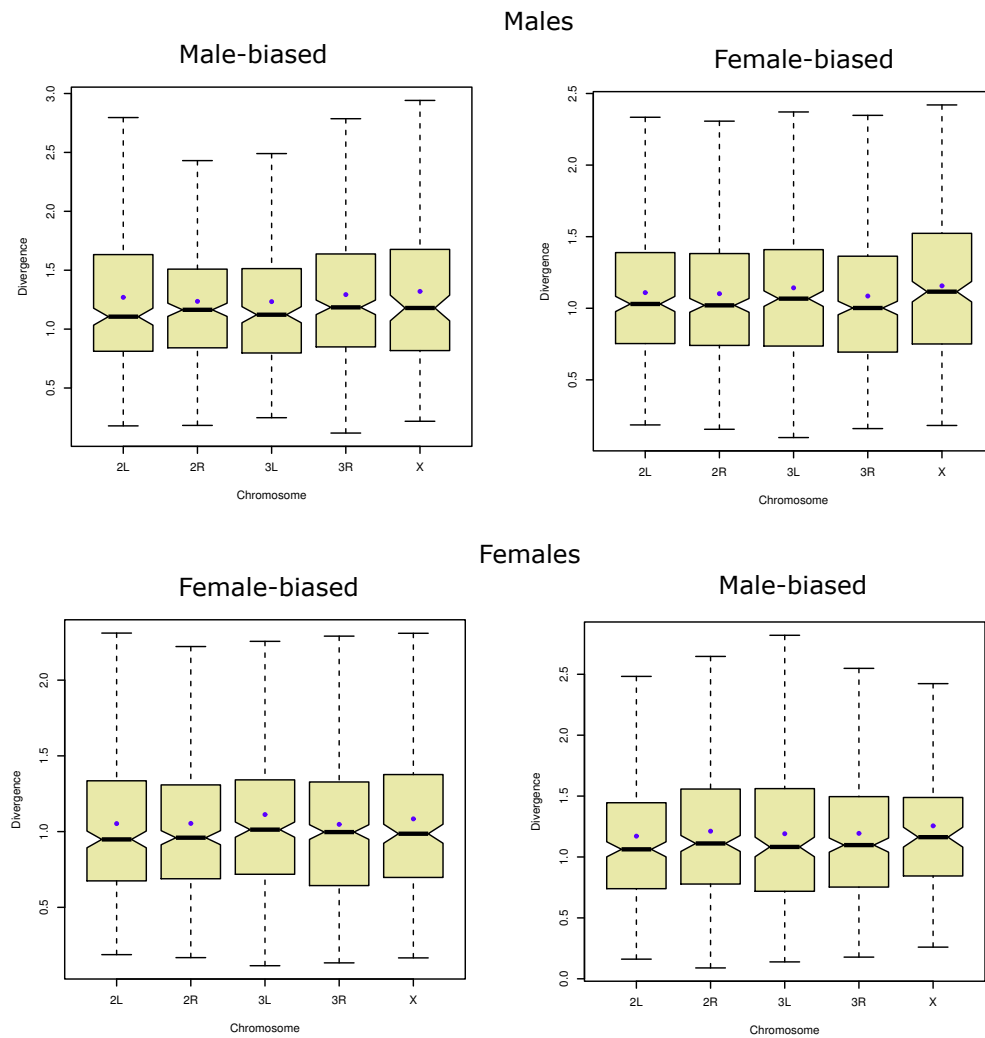 Males
Male-biased
Female-biased
Divergence
3.0
2.5
2.0
1.5
1.0
0.5
2L 2R 3L 3R X
Chromosome
Divergence
2.5
2.0
1.5
1.0
0.5
2L 2R 3L 3R X
Chromosome
Females
Female-biased
Male-biased
Divergence
2.0
1.5
1.0
0.5
2L 2R 3L 3R X
Chromosome
Divergence
2.5
2.0
1.5
1.0
0.5
0.0
2L 2R 3L 3R X
Chromosome